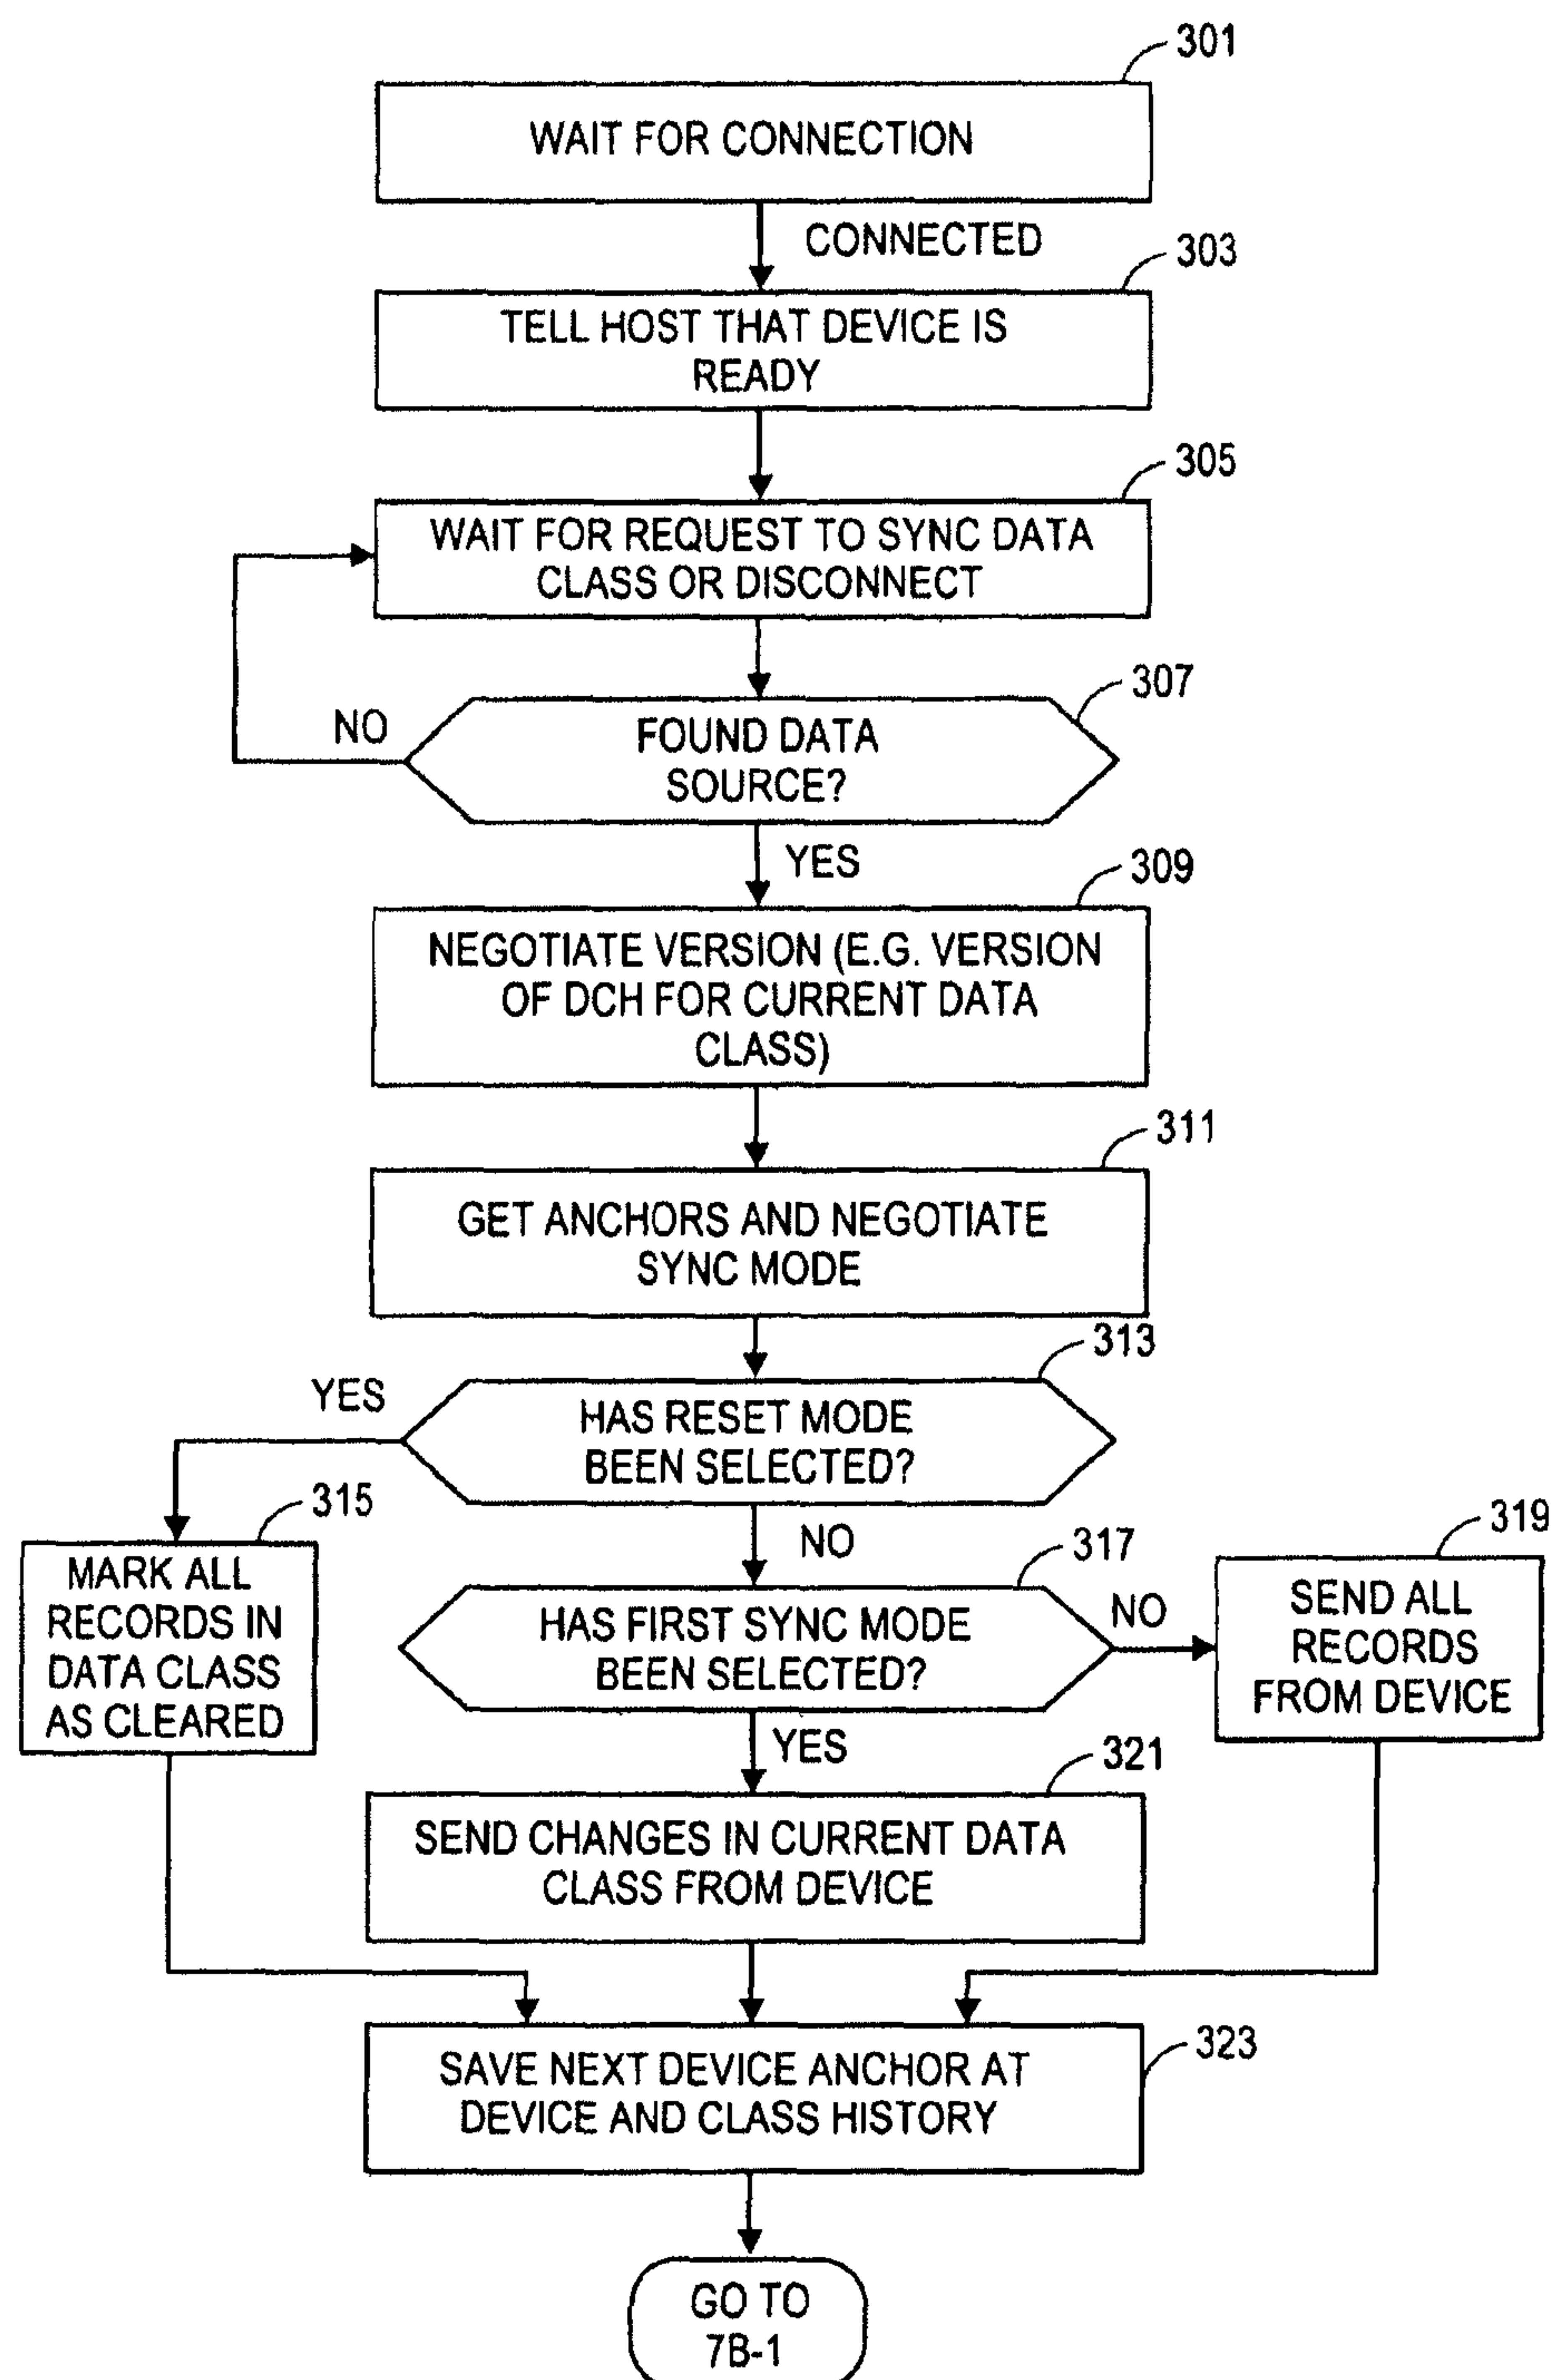 301
WAIT FOR CONNECTION
CONNECTED
303
TELL HOST THAT DEVICE IS
READY
305
WAIT FOR REQUEST TO SYNC DATA
CLASS OR DISCONNECT
307
NO
FOUND DATA
SOURCE?
YES
309
NEGOTIATE VERSION (E.G. VERSION
OF DCH FOR CURRENT DATA
CLASS)
311
GET ANCHORS AND NEGOTIATE
SYNC MODE
313
YES
HAS RESET MODE
BEEN SELECTED?
315
MARK ALL
RECORDS IN
DATA CLASS
AS CLEARED
NO
317
HAS FIRST SYNC MODE
BEEN SELECTED?
NO
319
SEND ALL
RECORDS
FROM DEVICE
YES
321
SEND CHANGES IN CURRENT DATA
CLASS FROM DEVICE
323
SAVE NEXT DEVICE ANCHOR AT
DEVICE AND CLASS HISTORY
GO TO
7B-1